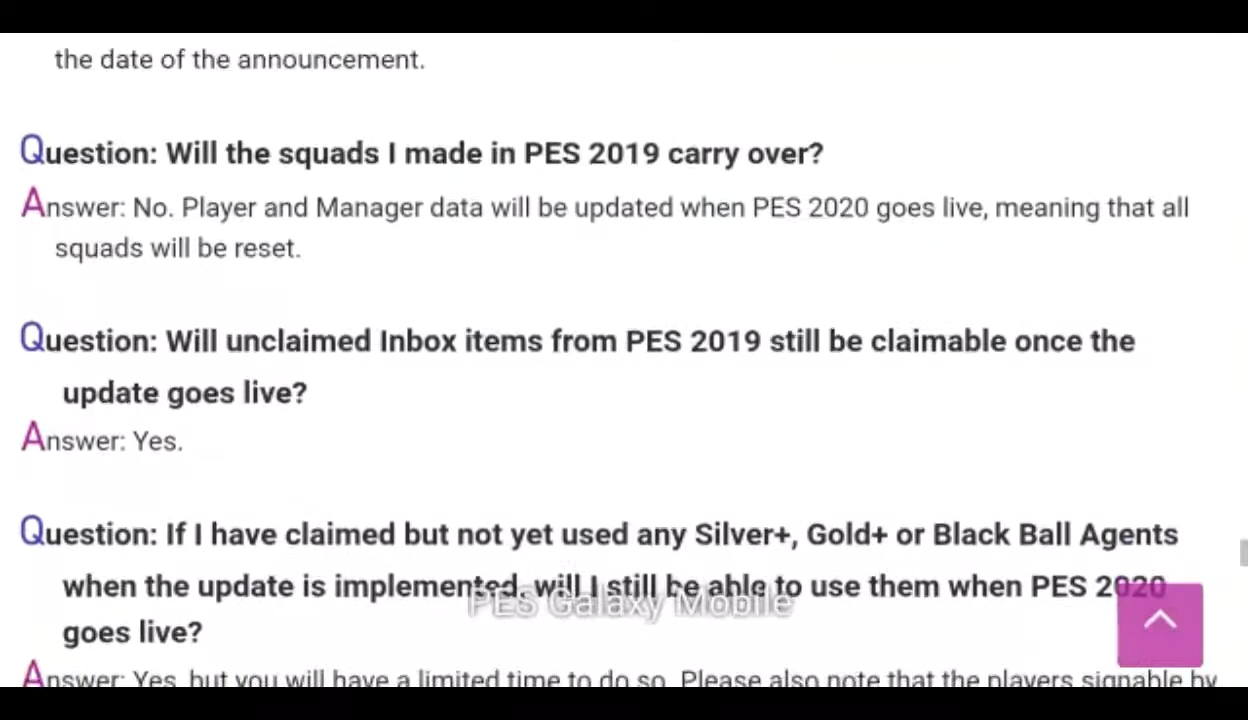 the date of the announcement.
Question: Will the squads I made in PES 2019 carry over?
Answer: No. Player and Manager data will be updated when PES 2020 goes live, meaning that all
squads will be reset.
Question: Will unclaimed Inbox items from PES 2019 still be claimable once the
update goes live?
Answer: Yes.
Question: If I have claimed but not yet used any Silver+, Gold+ or Black Ball Agents
when the update is implemented, will I still be able to use them when PES 2020
PES Galaxy Mobile
goes live?
Answer: Yes, but you will have a limited time to do so. Please also note that the players signable by